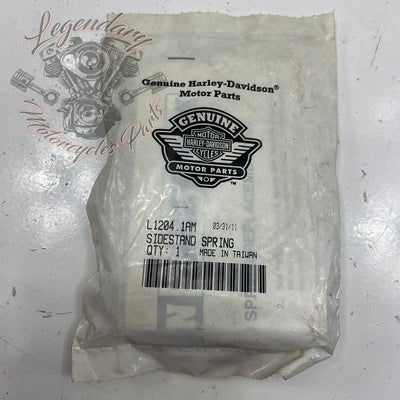 Legendary
Motorcycles Parts
Genuine Harley-Davidson®
Motor Parts
GENUINE
MOTOR
HARLEY-DAVIDSON
CYCLES
MOTOR PARTS
TM
L1204.1AM 03/31/11
SIDESTAND SPRING
QTY: 1 MADE IN TAIWAN